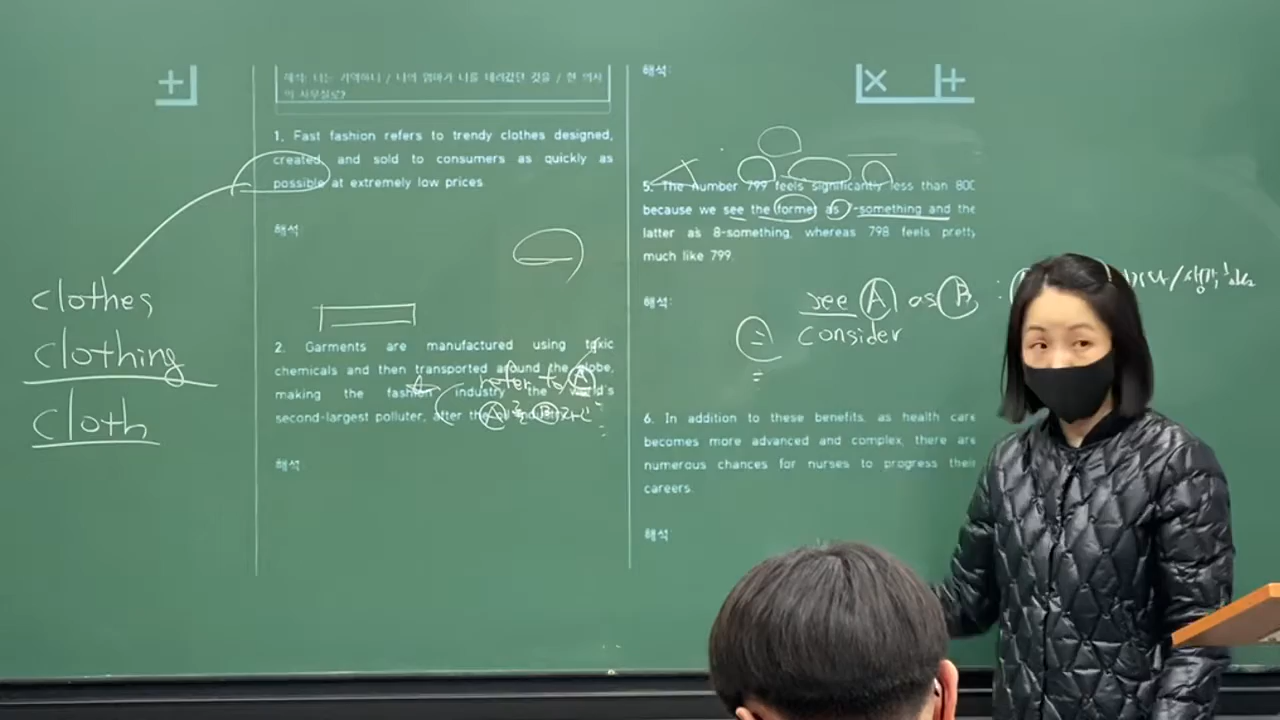 해석: 너는 기억하니 / 너의 엄마가 너를 데려갔던 것을 / 한 의사
의 사무실로?
1. Fast fashion refers to trendy clothes designed,
created, and sold to consumers as quickly as
possible at extremely low prices.
해석:
clothes
clothing
cloth
2. Garments are manufactured using toxic
chemicals and then transported around the globe,
making the fashion industry the world's
second-largest polluter, after the oil industry.
refer to A
A B
해석:
해석:
5. The number 799 feels significantly less than 800
because we see the former as 7-something and the
latter as 8-something, whereas 798 feels pretty
much like 799.
해석:
see A as B :
= consider
6. In addition to these benefits, as health care
becomes more advanced and complex, there are
numerous chances for nurses to progress their
careers.
해석: